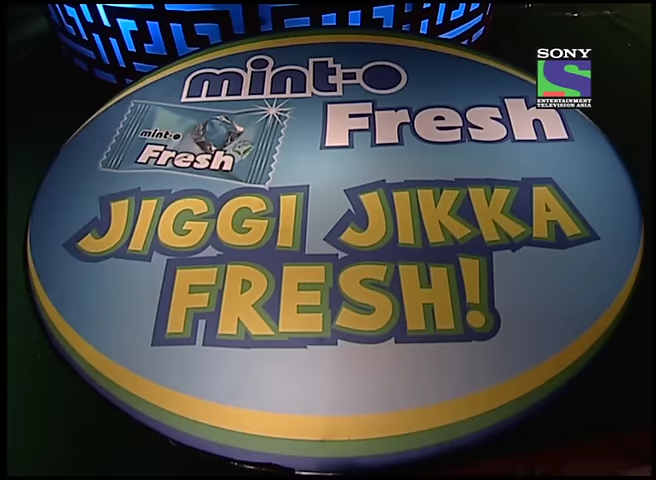 SONY
ENTERTAINMENT
TELEVISION ASIA
mint-o
Fresh
mint-o
Fresh
JIGGI JIKKA
FRESH!